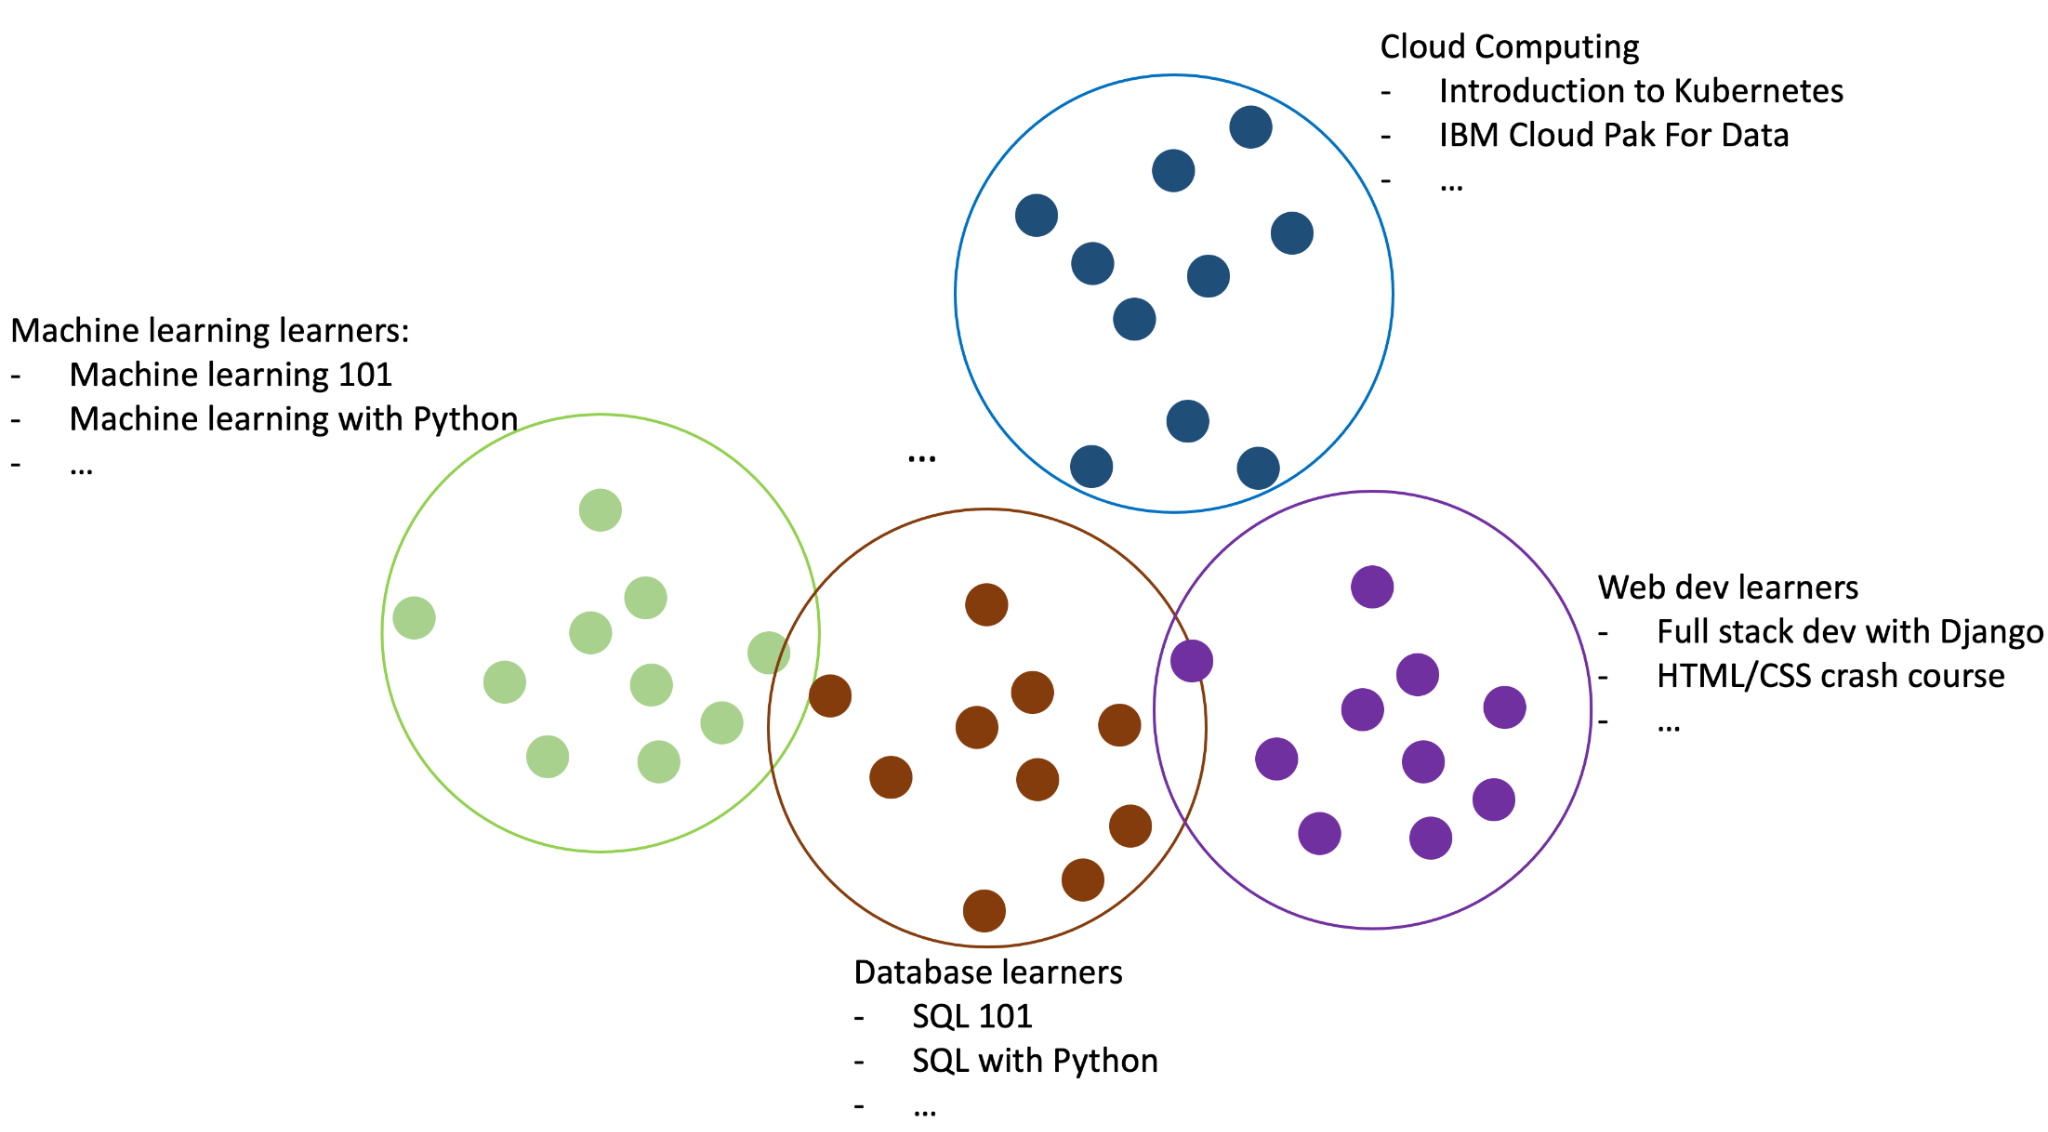 Cloud Computing
- Introduction to Kubernetes
- IBM Cloud Pak For Data
- ...
Machine learning learners:
- Machine learning 101
- Machine learning with Python
- ...
...
Web dev learners
- Full stack dev with Django
- HTML/CSS crash course
- ...
Database learners
- SQL 101
- SQL with Python
- ...